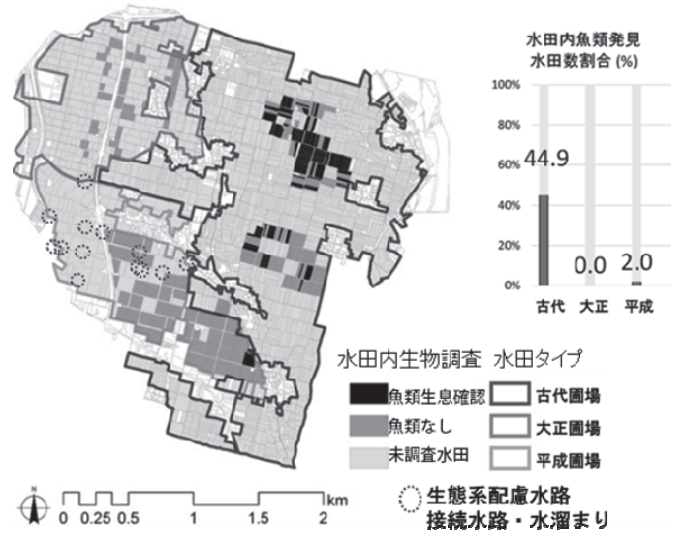 水田内魚類発見
水田数割合 (%)
100%
80%
60%
40%
20%
0%
44.9
0.0
2.0
古代 大正 平成
水田内生物調査 水田タイプ
魚類生息確認 古代圃場
魚類なし 大正圃場
未調査水田 平成圃場
生態系配慮水路
接続水路・水溜まり
N
0 0.25 0.5 1 1.5 2 km